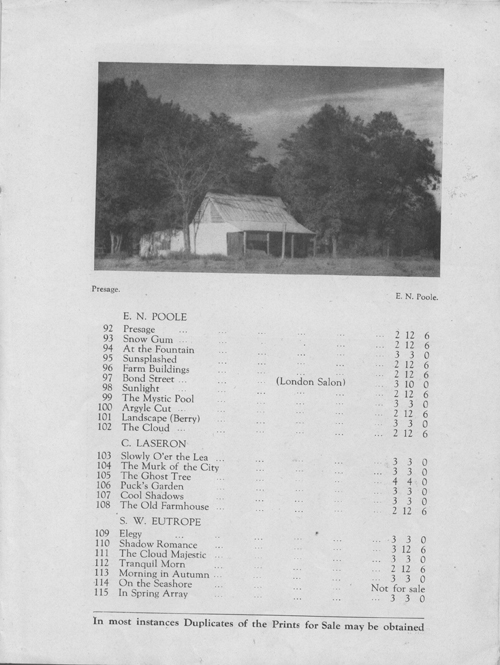 Presage.
E. N. Poole.
E. N. POOLE
92 Presage ... ... ... ... ... ... 2 12 6
93 Snow Gum ... ... ... ... ... ... 2 12 6
94 At the Fountain ... ... ... ... ... 3 3 0
95 Sunsplashed ... ... ... ... ... 2 12 6
96 Farm Buildings ... ... ... ... ... 2 12 6
97 Bond Street ... ... (London Salon) ... 3 10 0
98 Sunlight ... ... ... ... ... 2 12 6
99 The Mystic Pool ... ... ... ... ... 3 3 0
100 Argyle Cut ... ... ... ... ... ... 2 12 6
101 Landscape (Berry) ... ... ... ... ... 3 3 0
102 The Cloud ... ... ... ... ... ... 2 12 6
C. LASERON
103 Slowly O'er the Lea ... ... ... ... ... 3 3 0
104 The Murk of the City ... ... ... ... 3 3 0
105 The Ghost Tree ... ... ... ... ... 4 4 0
106 Puck's Garden ... ... ... ... ... 3 3 0
107 Cool Shadows ... ... ... ... ... 3 3 0
108 The Old Farmhouse ... ... ... ... ... 2 12 6
S. W. EUTROPE
109 Elegy ... ... ... ... ... ... 3 3 0
110 Shadow Romance ... ... ... ... ... 3 12 6
111 The Cloud Majestic ... ... ... ... ... 3 3 0
112 Tranquil Morn ... ... ... ... ... 2 12 6
113 Morning in Autumn ... ... ... ... ... 3 3 0
114 On the Seashore ... ... ... ... Not for sale
115 In Spring Array ... ... ... ... ... 3 3 0
In most instances Duplicates of the Prints for Sale may be obtained